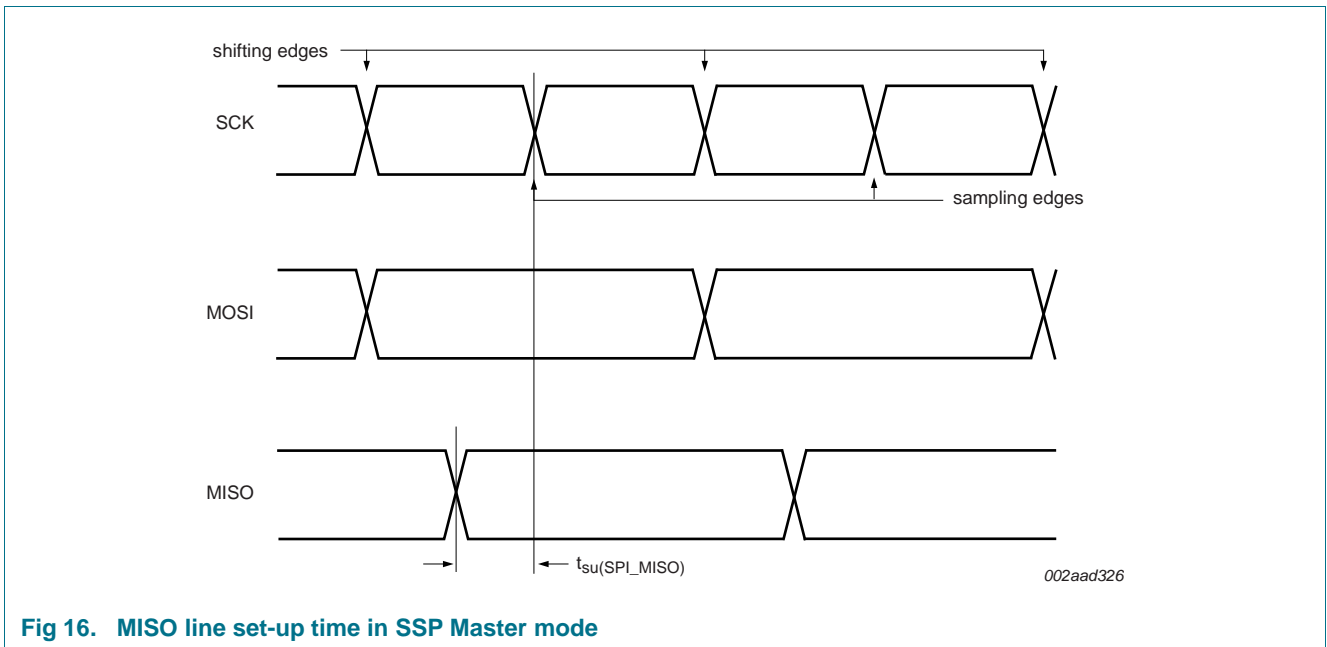 shifting edges
SCK
sampling edges
MOSI
MISO
tsu(SPI_MISO)
002aad326
Fig 16. MISO line set-up time in SSP Master mode